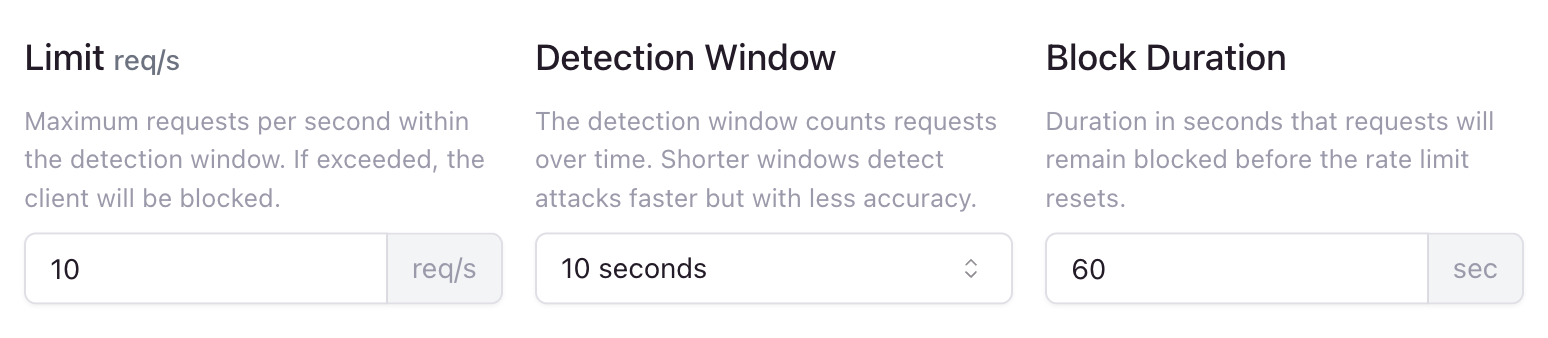 Limit req/s
Maximum requests per second within
the detection window. If exceeded, the
client will be blocked.
10 req/s
Detection Window
The detection window counts requests
over time. Shorter windows detect
attacks faster but with less accuracy.
10 seconds
Block Duration
Duration in seconds that requests will
remain blocked before the rate limit
resets.
60 sec